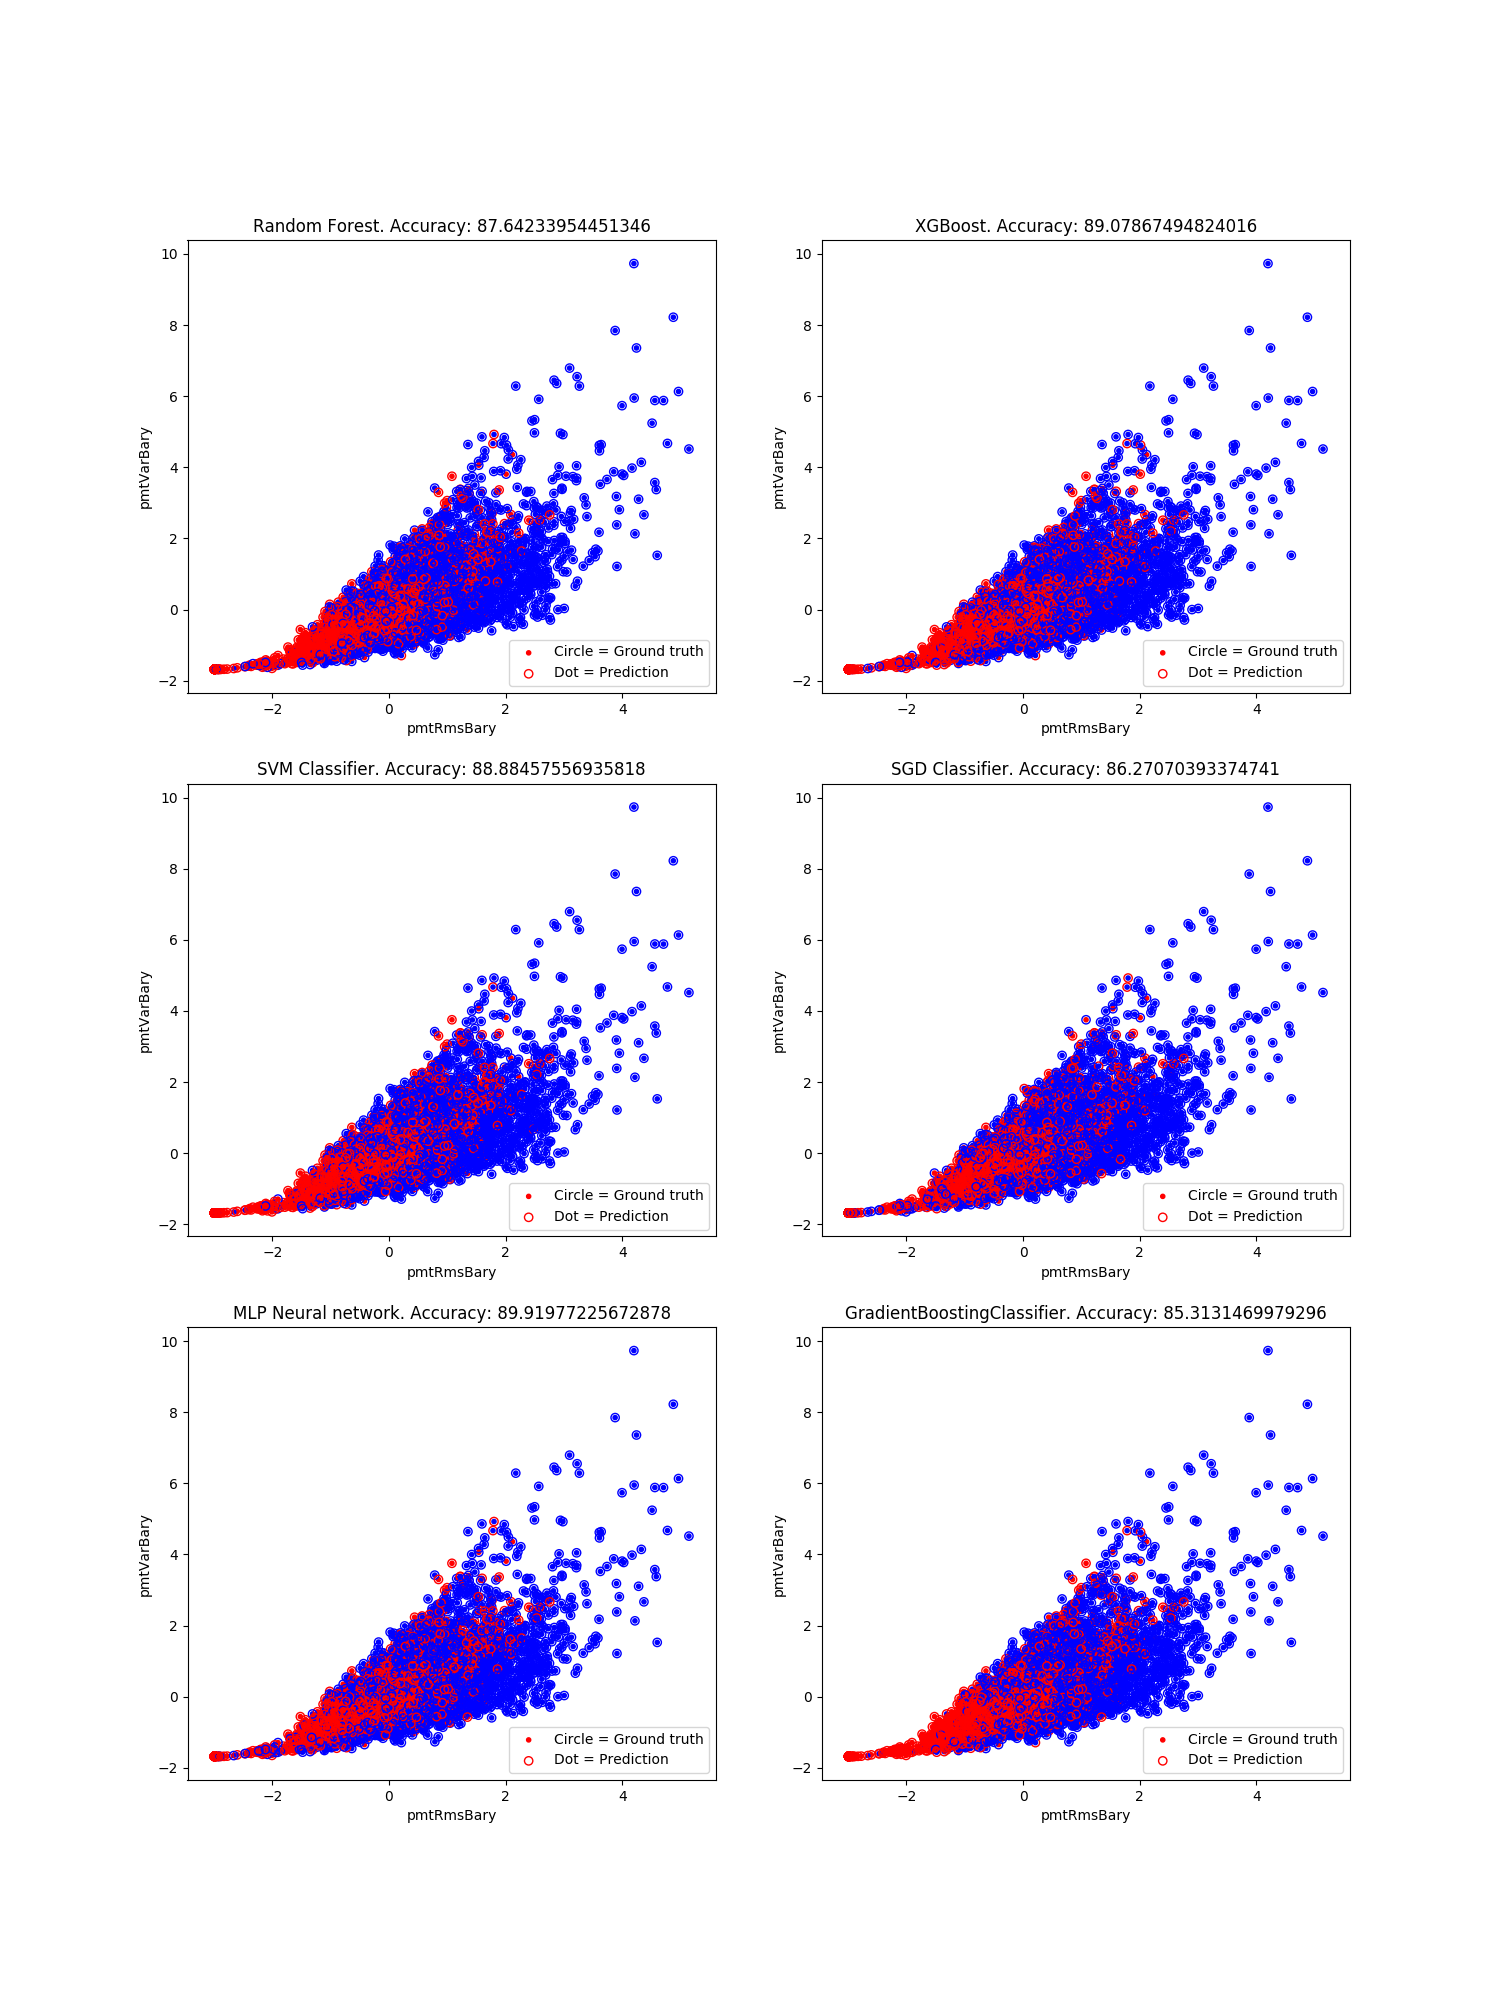 Random Forest. Accuracy: 87.64233954451346
10
8
6
4
2
0
−2
pmtVarBary
Circle = Ground truth
Dot = Prediction
−2 0 2 4
pmtRmsBary
XGBoost. Accuracy: 89.07867494824016
10
8
6
4
2
0
−2
pmtVarBary
Circle = Ground truth
Dot = Prediction
−2 0 2 4
pmtRmsBary
SVM Classifier. Accuracy: 88.88457556935818
10
8
6
4
2
0
−2
pmtVarBary
Circle = Ground truth
Dot = Prediction
−2 0 2 4
pmtRmsBary
SGD Classifier. Accuracy: 86.27070393374741
10
8
6
4
2
0
−2
pmtVarBary
Circle = Ground truth
Dot = Prediction
−2 0 2 4
pmtRmsBary
MLP Neural network. Accuracy: 89.91977225672878
10
8
6
4
2
0
−2
pmtVarBary
Circle = Ground truth
Dot = Prediction
−2 0 2 4
pmtRmsBary
GradientBoostingClassifier. Accuracy: 85.3131469979296
10
8
6
4
2
0
−2
pmtVarBary
Circle = Ground truth
Dot = Prediction
−2 0 2 4
pmtRmsBary